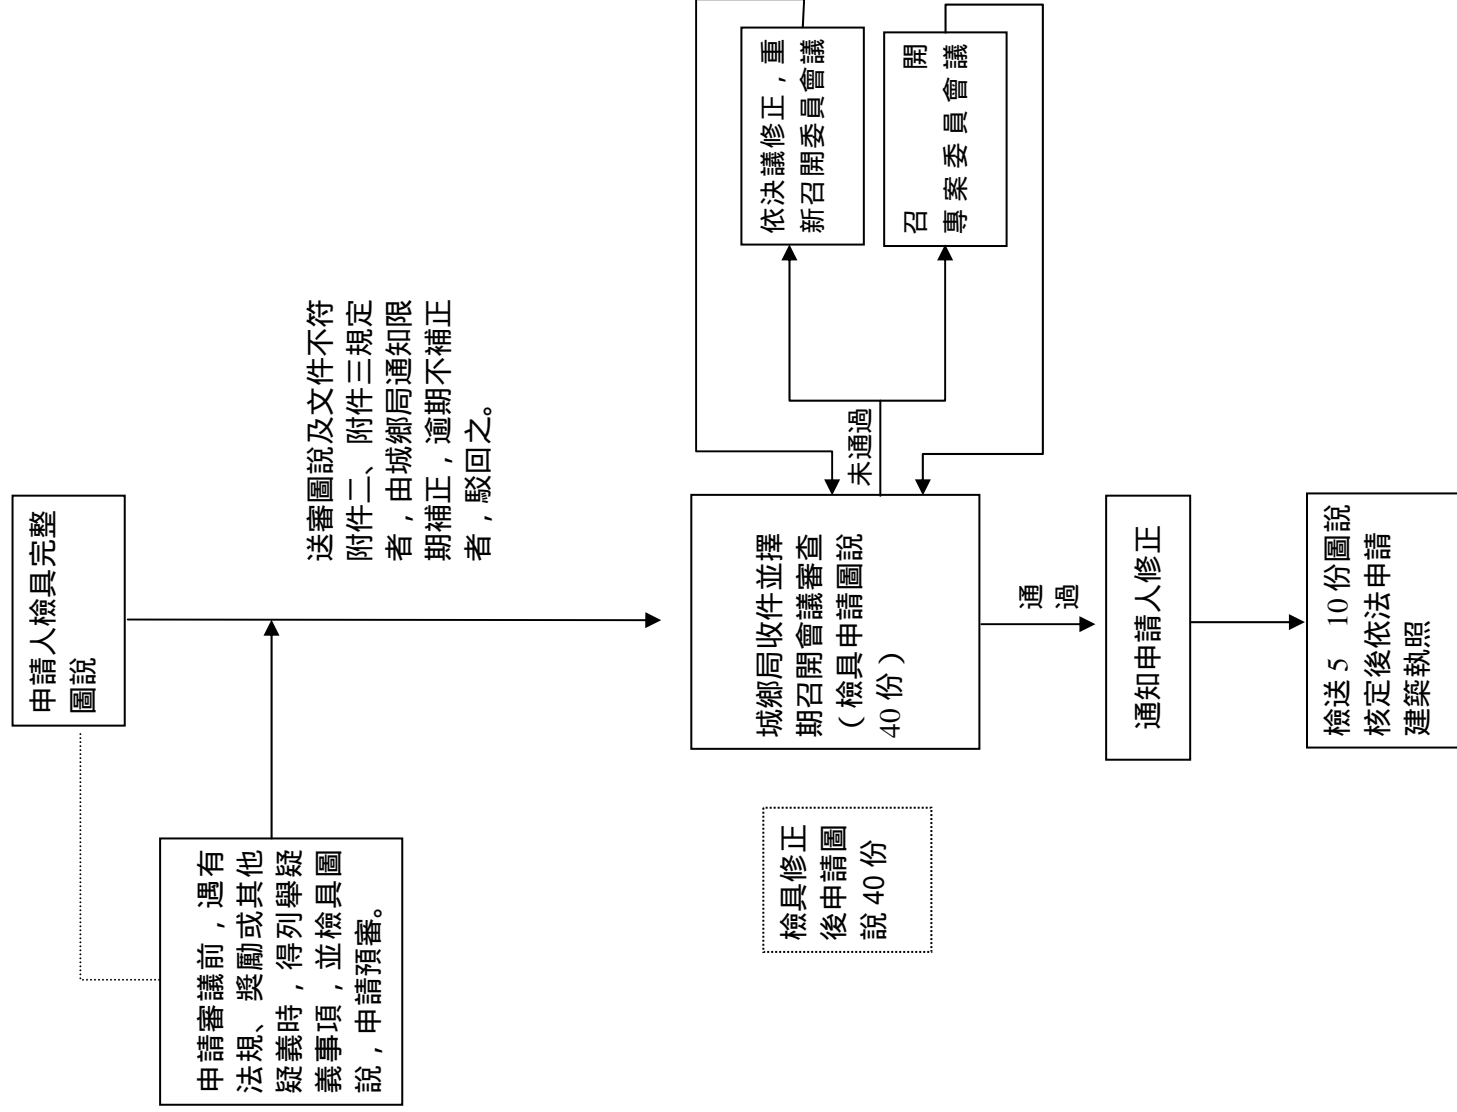 申請人檢具完整
圖說
申請審議前，遇有
法規、獎勵或其他
疑義時，得列舉疑
義事項，並檢具圖
說，申請預審。
送審圖說及文件不符
附件二、附件三規定
者，由城鄉局通知限
期補正，逾期不補正
者，駁回之。
城鄉局收件並擇
期召開會議審查
（檢具申請圖說
40份）
未通過
依決議修正，重
新召開委員會議
召開
專案委員會議
檢具修正
後申請圖
說40份
通
過
通知申請人修正
檢送5 10份圖說
核定後依法申請
建築執照